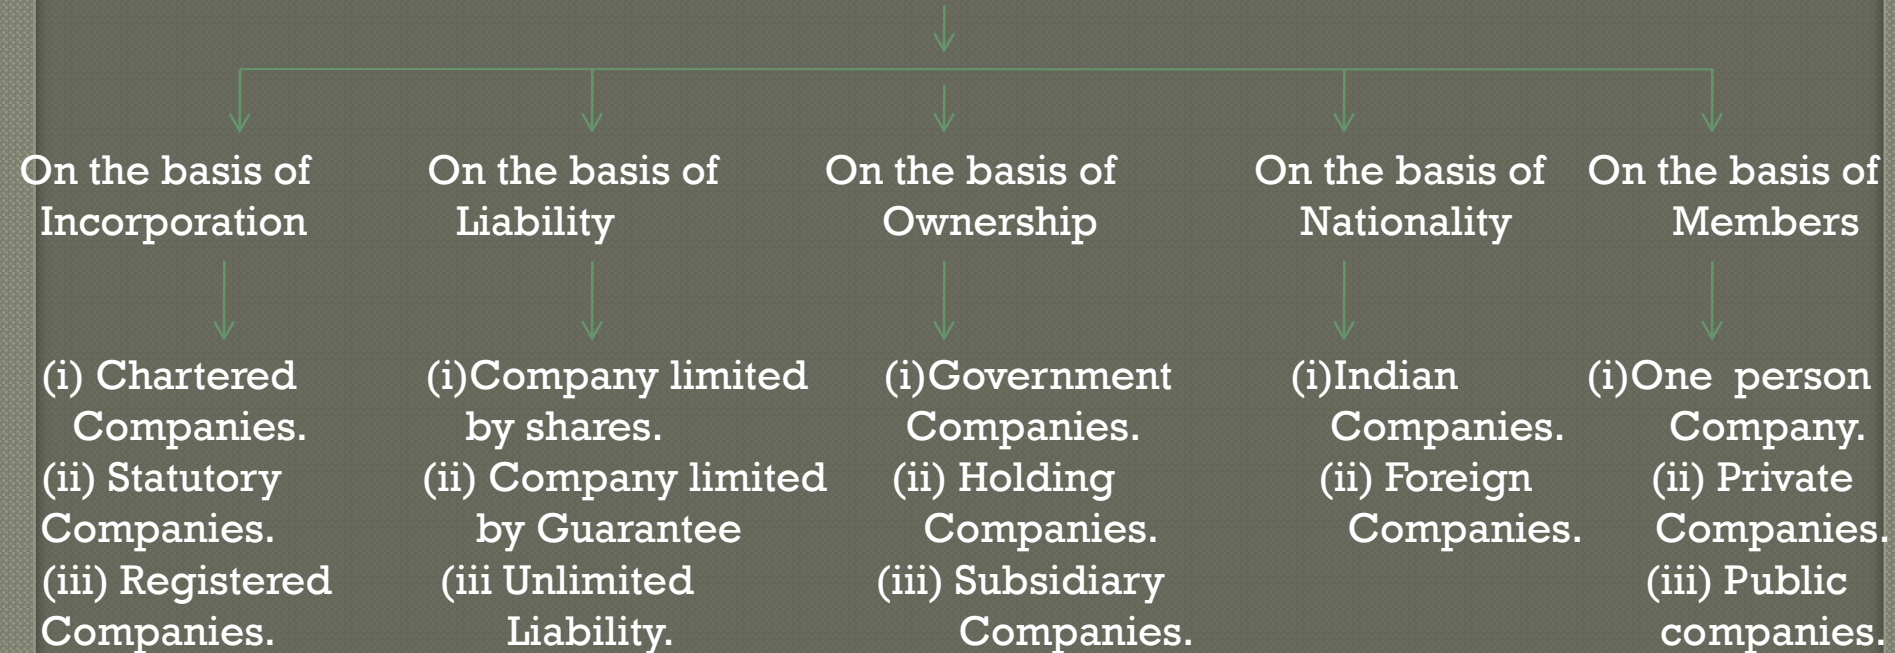 On the basis of
Incorporation
On the basis of
Liability
On the basis of
Ownership
On the basis of
Nationality
On the basis of
Members
(i) Chartered
Companies.
(ii) Statutory
Companies.
(iii) Registered
Companies.
(i)Company limited
by shares.
(ii) Company limited
by Guarantee
(iii Unlimited
Liability.
(i)Government
Companies.
(ii) Holding
Companies.
(iii) Subsidiary
Companies.
(i)Indian
Companies.
(ii) Foreign
Companies.
(i)One person
Company.
(ii) Private
Companies.
(iii) Public
companies.